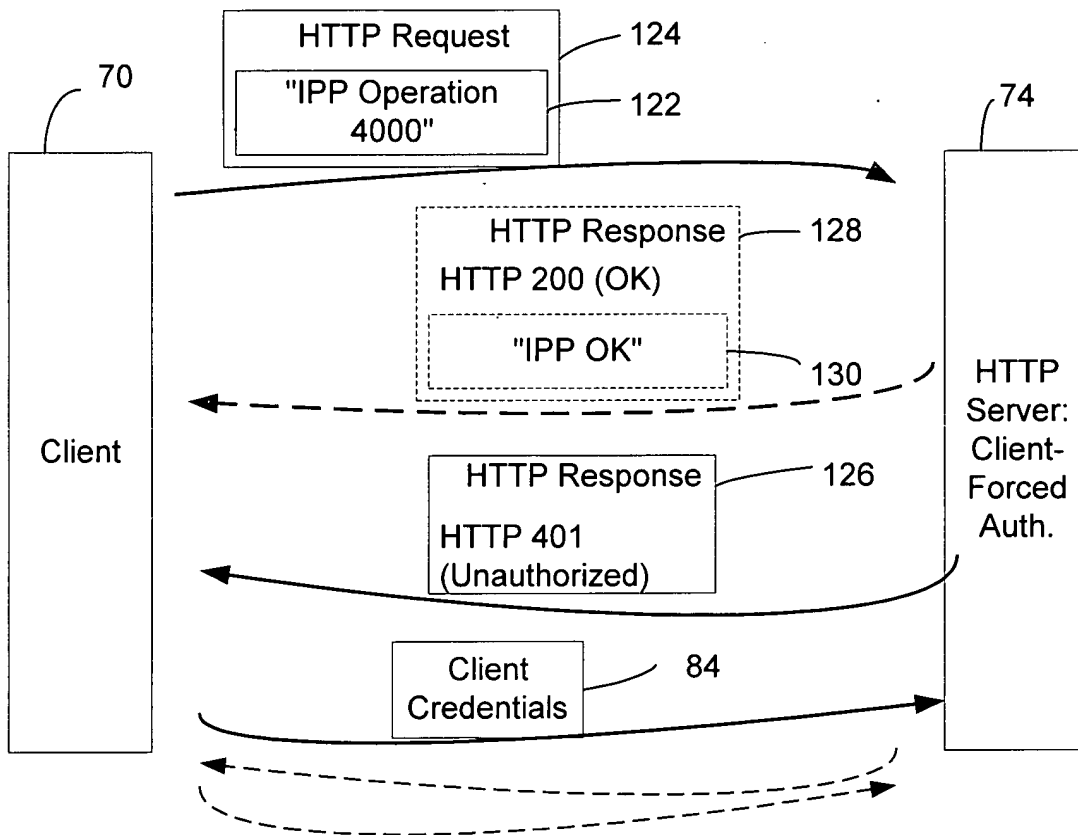 HTTP Request
124
70
"IPP Operation
4000"
122
74
HTTP Response
128
HTTP 200 (OK)
"IPP OK"
130
Client
HTTP
Server:
Client-
Forced
Auth.
HTTP Response
126
HTTP 401
(Unauthorized)
Client
Credentials
84